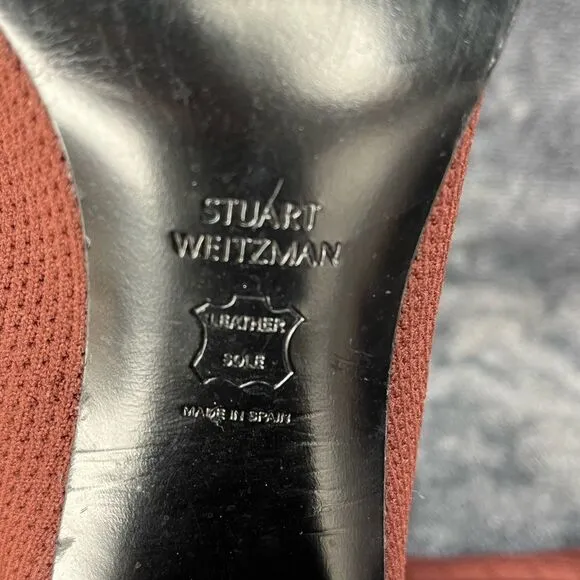 STUART
WEITZMAN
LEATHER
SOLE
MADE IN SPAIN